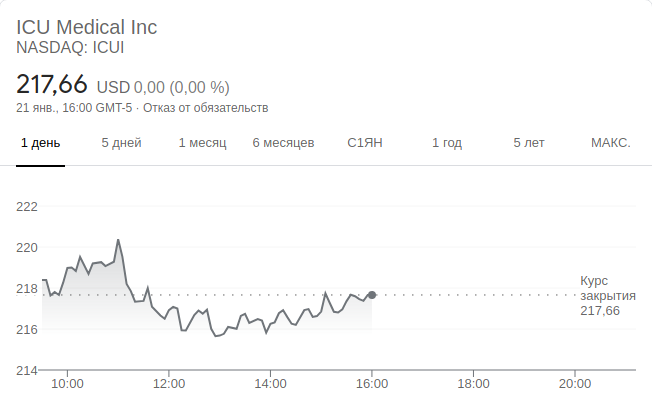 ICU Medical Inc
NASDAQ: ICUI
217,66 USD 0,00 (0,00 %)
21 янв., 16:00 GMT-5 · Отказ от обязательств
1 день 5 дней 1 месяц 6 месяцев С1ЯН 1 год 5 лет МАКС.
222
220
218
216
214
Курс
закрытия
217,66
10:00 12:00 14:00 16:00 18:00 20:00